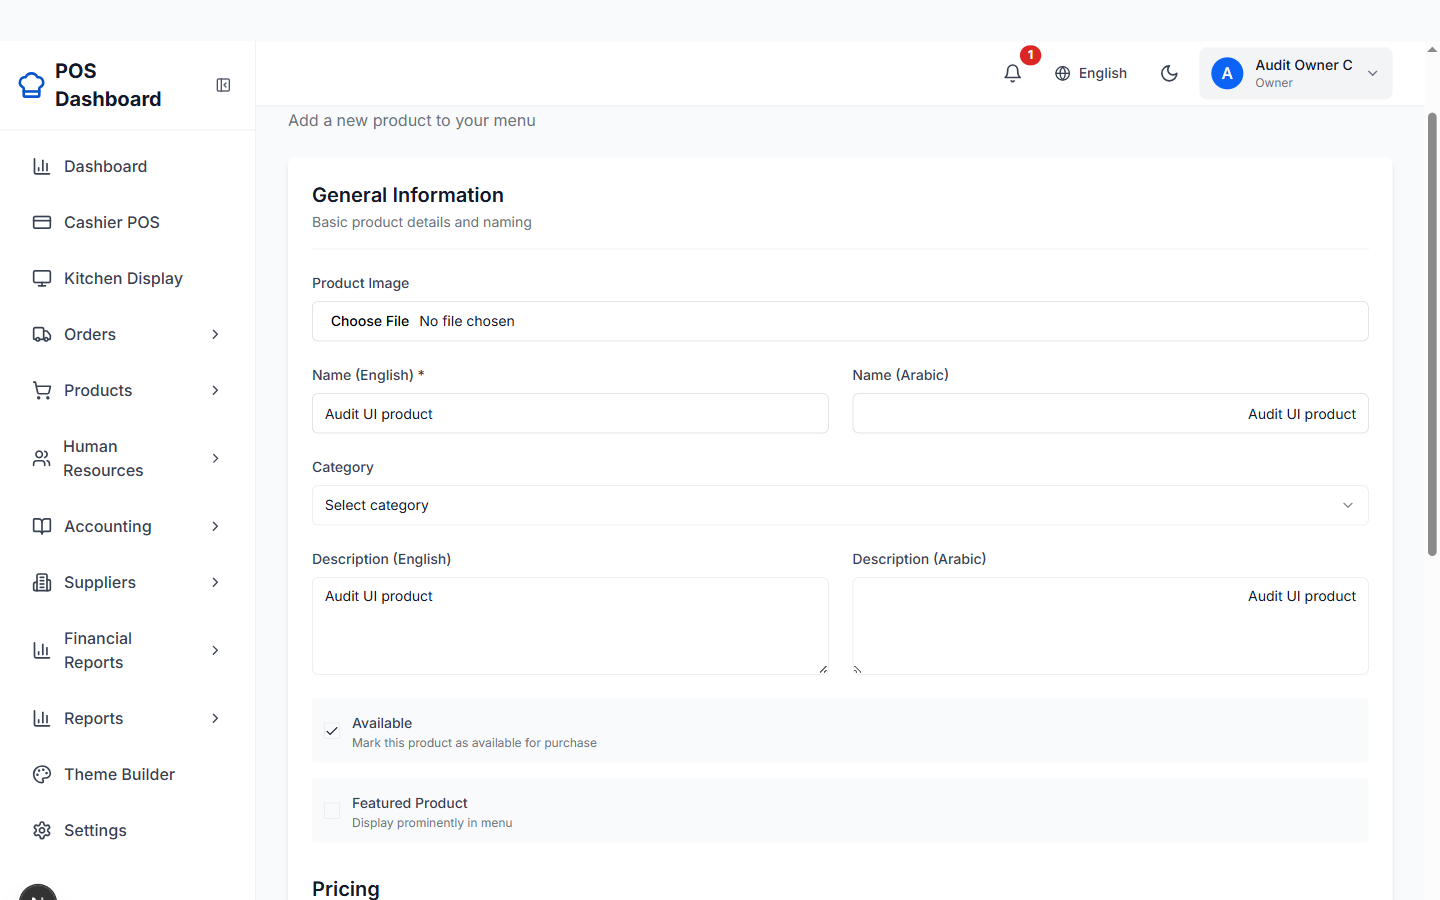 POS Dashboard
1
English
A
Audit Owner C
Owner
Dashboard
Cashier POS
Kitchen Display
Orders
Products
Human Resources
Accounting
Suppliers
Financial Reports
Reports
Theme Builder
Settings
Add a new product to your menu
General Information
Basic product details and naming
Product Image
Choose File No file chosen
Name (English) *
Name (Arabic)
Audit UI product
Audit UI product
Category
Select category
Description (English)
Description (Arabic)
Audit UI product
Audit UI product
Available
Mark this product as available for purchase
Featured Product
Display prominently in menu
Pricing